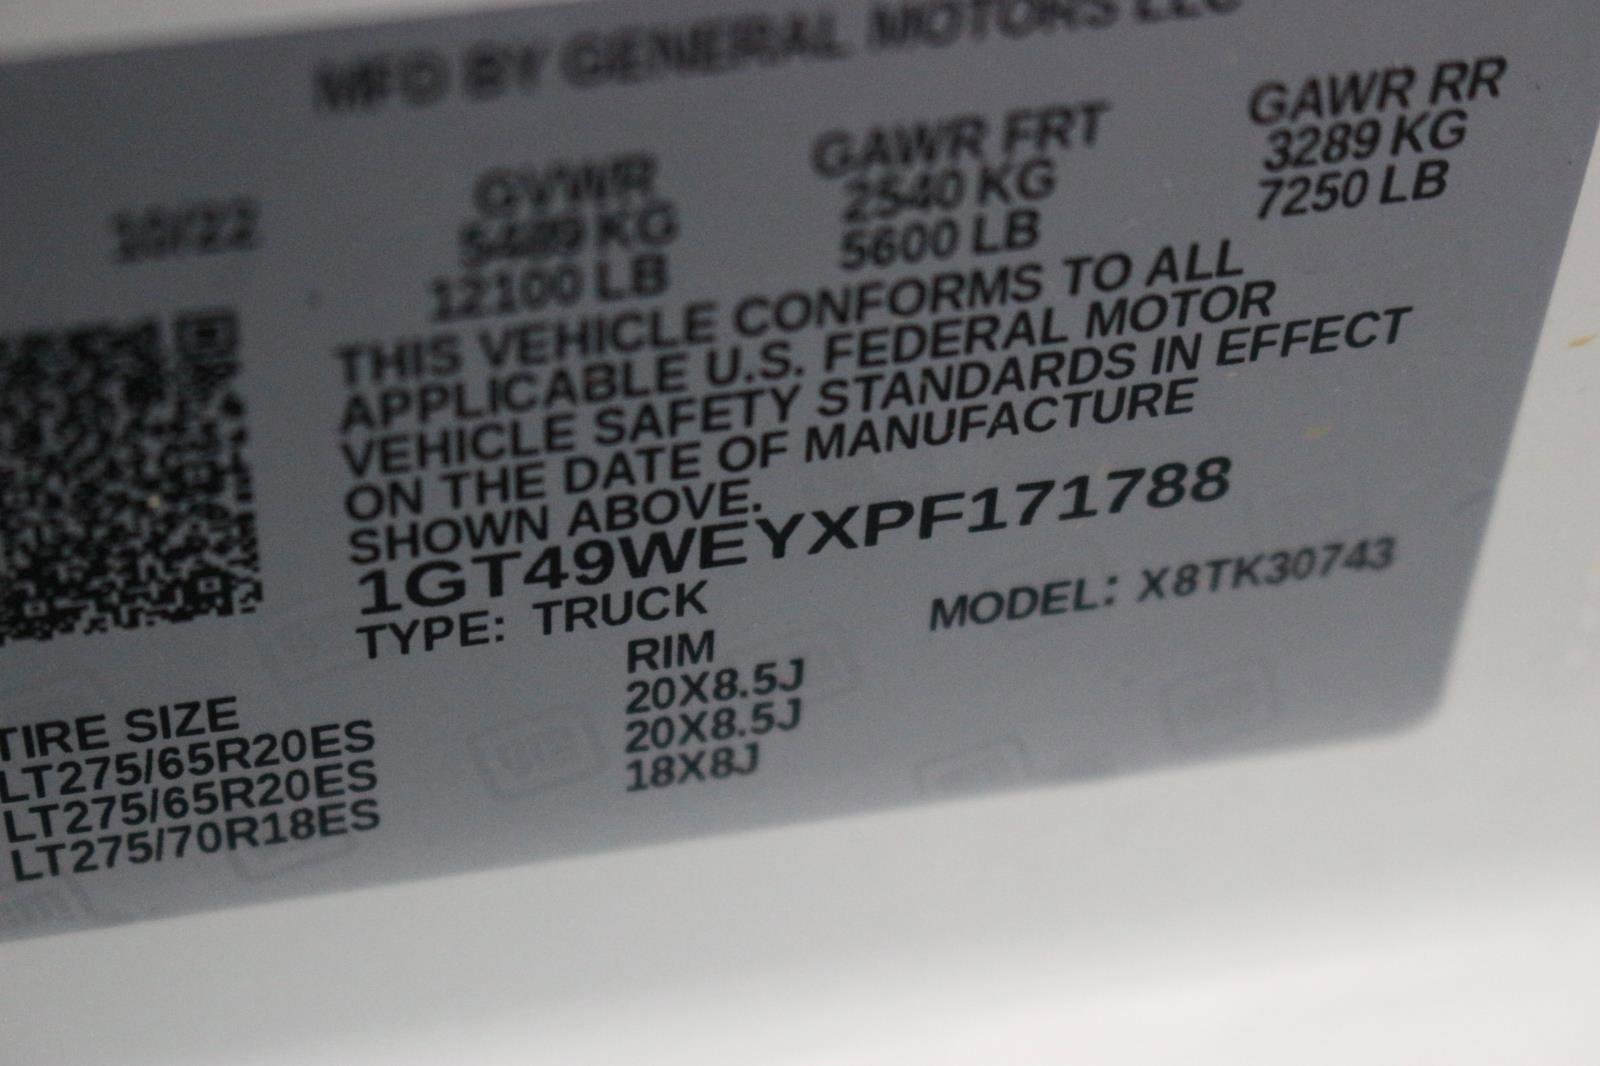 MFD BY GENERAL MOTORS LLC
10/22 GVWR GAWR FRT GAWR RR
5489 KG 2540 KG 3289 KG
12100 LB 5600 LB 7250 LB
THIS VEHICLE CONFORMS TO ALL
APPLICABLE U.S. FEDERAL MOTOR
VEHICLE SAFETY STANDARDS IN EFFECT
ON THE DATE OF MANUFACTURE
SHOWN ABOVE.
1GT49WEYXPF171788
TYPE: TRUCK MODEL: X8TK30743
TIRE SIZE RIM
LT275/65R20ES 20X8.5J
LT275/65R20ES 20X8.5J
LT275/70R18ES 18X8J